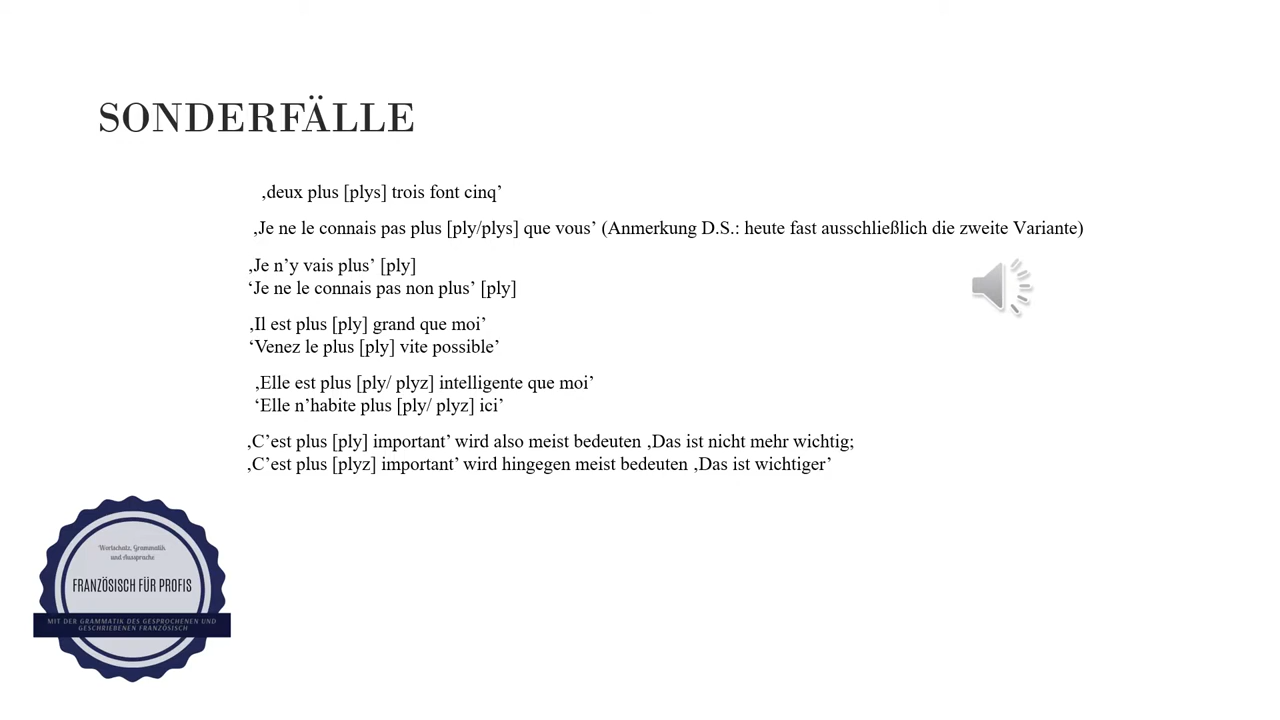 SONDERFÄLLE
‚deux plus [plys] trois font cinq’
‚Je ne le connais pas plus [ply/plys] que vous’ (Anmerkung D.S.: heute fast ausschließlich die zweite Variante)
‚Je n’y vais plus’ [ply]
‘Je ne le connais pas non plus’ [ply]
‚Il est plus [ply] grand que moi’
‘Venez le plus [ply) vite possible’
‚Elle est plus [ply/ plyz] intelligente que moi’
‘Elle n’habite plus [ply/ plyz] ici’
‚C’est plus [ply] important’ wird also meist bedeuten ‚Das ist nicht mehr wichtig;
‚C’est plus [plyz] important’ wird hingegen meist bedeuten ‚Das ist wichtiger’
Wortschatz, Grammatik
und Aussprache
FRANZÖSISCH FÜR PROFIS
MIT DER GRAMMATIK DES GESPROCHENEN UND
GESCHRIEBENEN FRANZÖSISCH